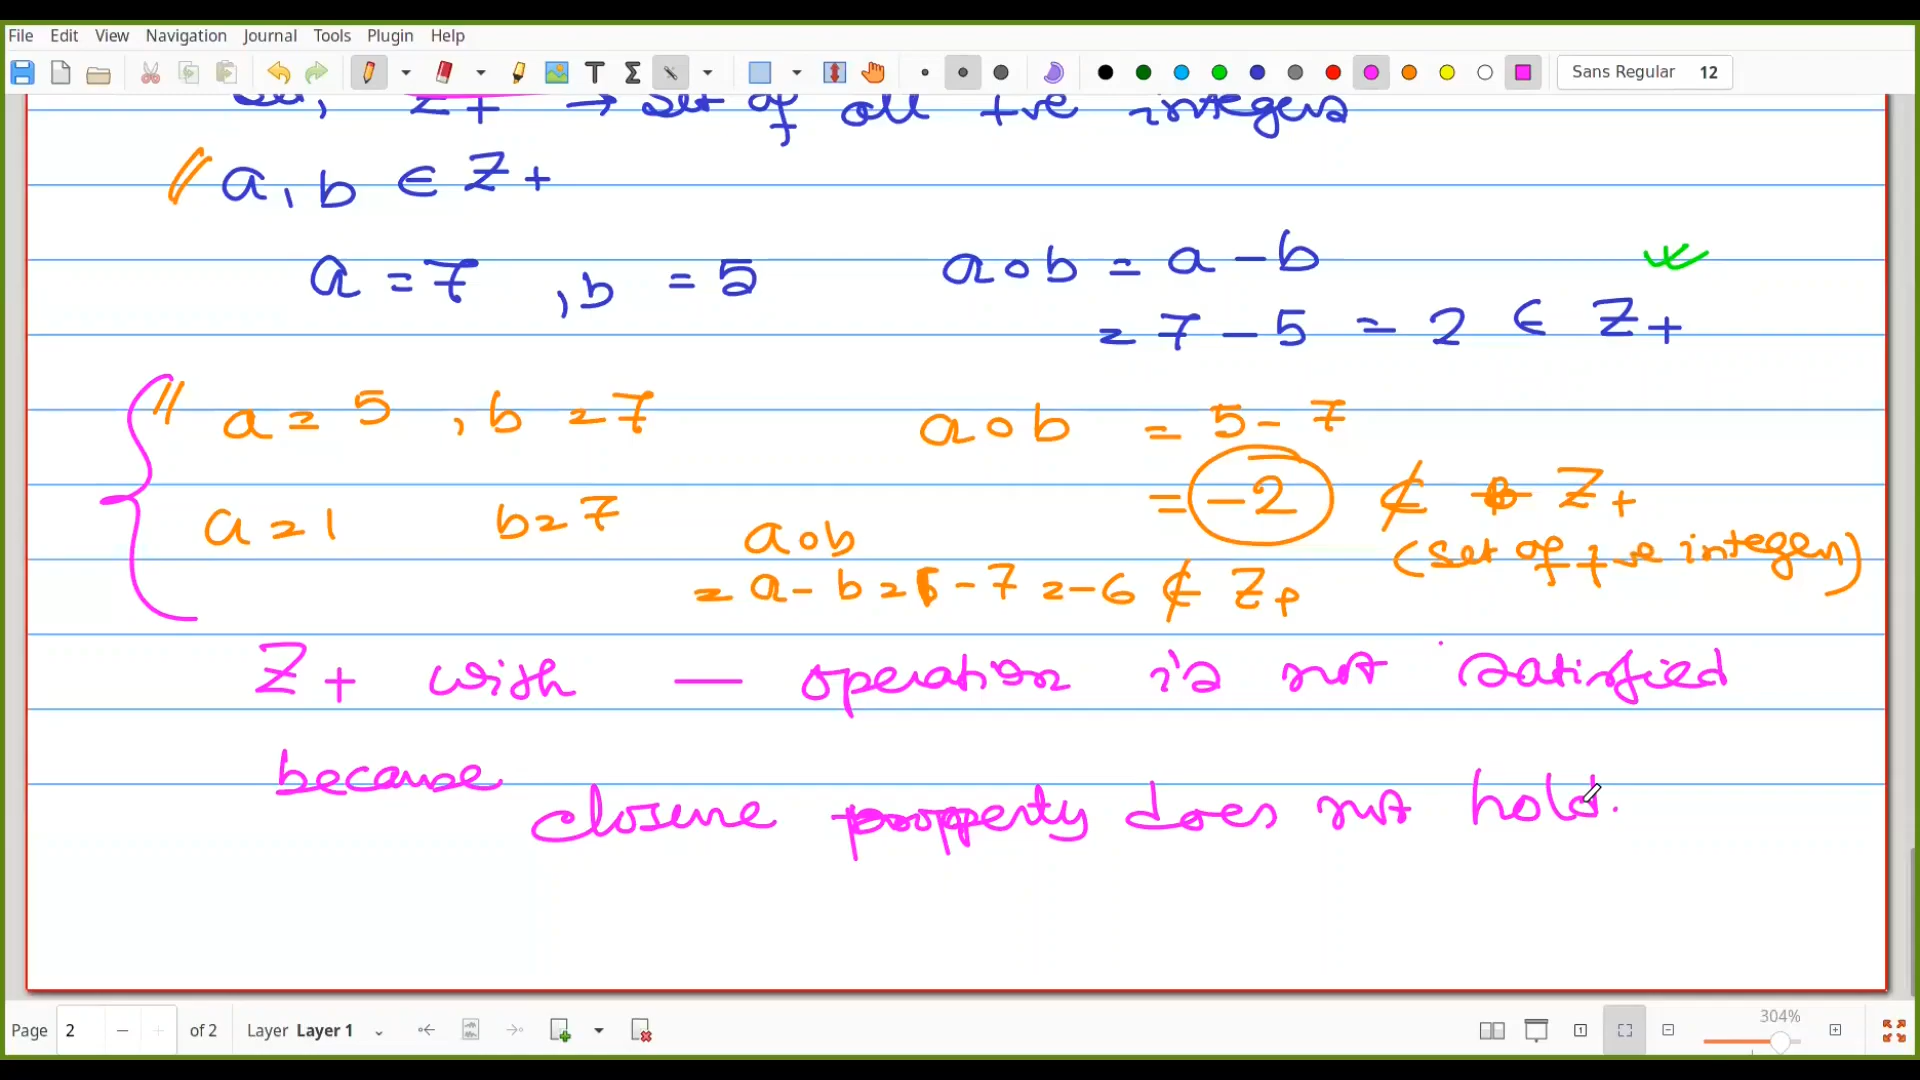 File Edit View Navigation Journal Tools Plugin Help
Sans Regular 12
Set, Z+ → set of all +ve integers
a, b ∈ Z+
a = 7, b = 5 a o b = a - b
= 7 - 5 = 2 ∈ Z+
a = 5, b = 7 a o b = 5 - 7
= -2 ∉ Z+
a = 1 b = 7 a o b (set of +ve integer)
= a - b = 1 - 7 = -6 ∉ Z+
Z+ with — operation is not satisfied
because closure property does not hold.
Page 2 of 2 Layer Layer 1 304%